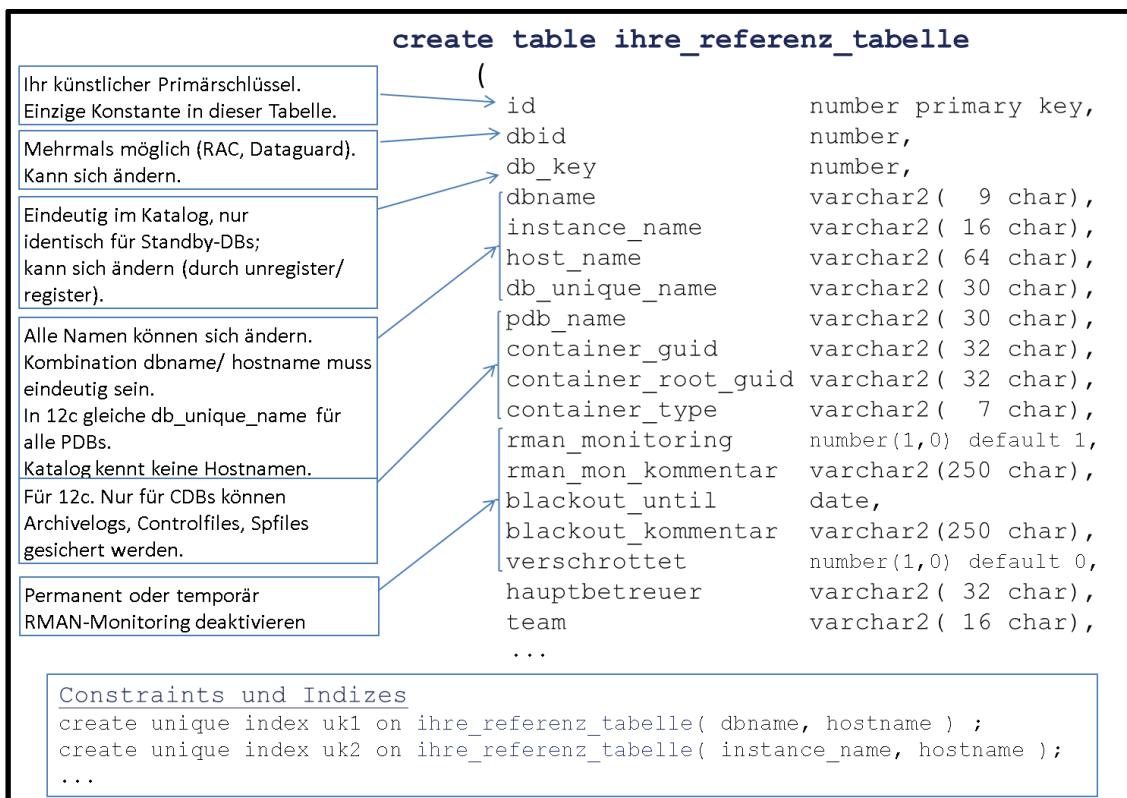 create table ihre_referenz_tabelle
(
Ihr künstlicher Primärschlüssel.
Einzige Konstante in dieser Tabelle.
Mehrmals möglich (RAC, Dataguard).
Kann sich ändern.
Eindeutig im Katalog, nur
identisch für Standby-DBs;
kann sich ändern (durch unregister/
register).
Alle Namen können sich ändern.
Kombination dbname/ hostname muss
eindeutig sein.
In 12c gleiche db_unique_name für
alle PDBs.
Katalog kennt keine Hostnamen.
Für 12c. Nur für CDBs können
Archivelogs, Controlfiles, Spfiles
gesichert werden.
Permanent oder temporär
RMAN-Monitoring deaktivieren
id number primary key,
dbid number,
db_key number,
dbname varchar2( 9 char),
instance_name varchar2( 16 char),
host_name varchar2( 64 char),
db_unique_name varchar2( 30 char),
pdb_name varchar2( 30 char),
container_guid varchar2( 32 char),
container_root_guid varchar2( 32 char),
container_type varchar2( 7 char),
rman_monitoring number(1,0) default 1,
rman_mon_kommentar varchar2(250 char),
blackout_until date,
blackout_kommentar varchar2(250 char),
verschrottet number(1,0) default 0,
hauptbetreuer varchar2( 32 char),
team varchar2( 16 char),
...
Constraints und Indizes
create unique index uk1 on ihre_referenz_tabelle( dbname, hostname ) ;
create unique index uk2 on ihre_referenz_tabelle( instance_name, hostname );
...